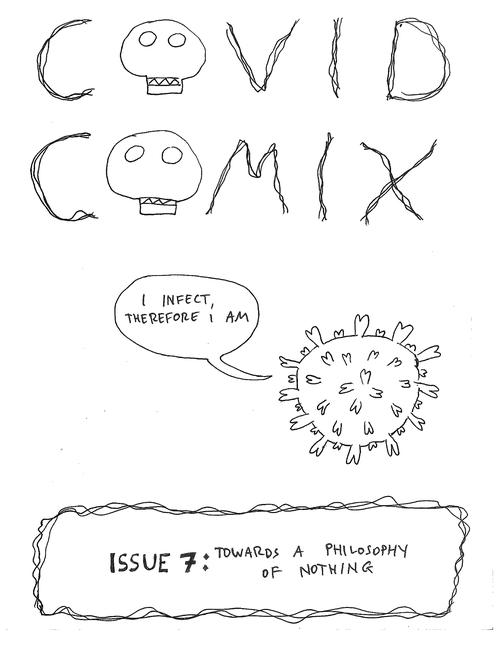 COVID
COMIX
I INFECT,
THEREFORE I AM
ISSUE 7: TOWARDS A PHILOSOPHY
OF NOTHING